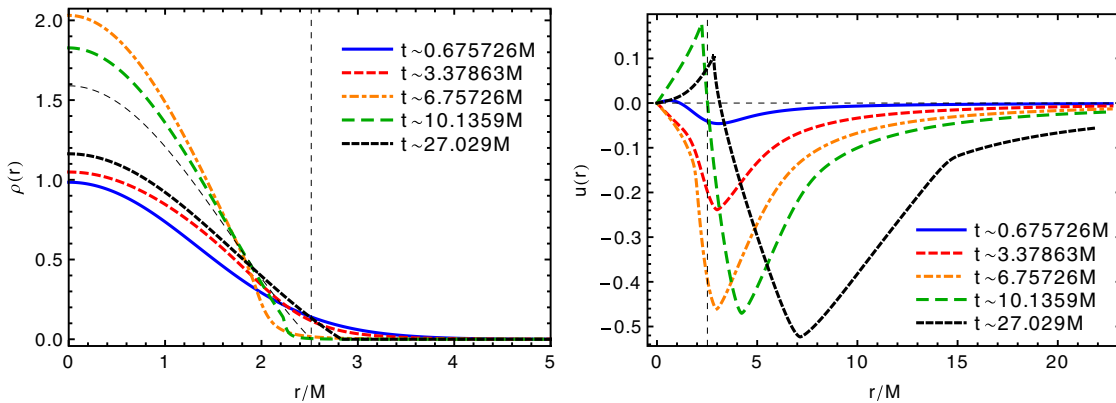 2.0
1.5
1.0
0.5
0.0
ρ(r)
0 1 2 3 4 5
r/M
t~0.675726M
t~3.37863M
t~6.75726M
t~10.1359M
t~27.029M
0.1
0.0
−0.1
−0.2
−0.3
−0.4
−0.5
u(r)
0 5 10 15 20
r/M
t~0.675726M
t~3.37863M
t~6.75726M
t~10.1359M
t~27.029M